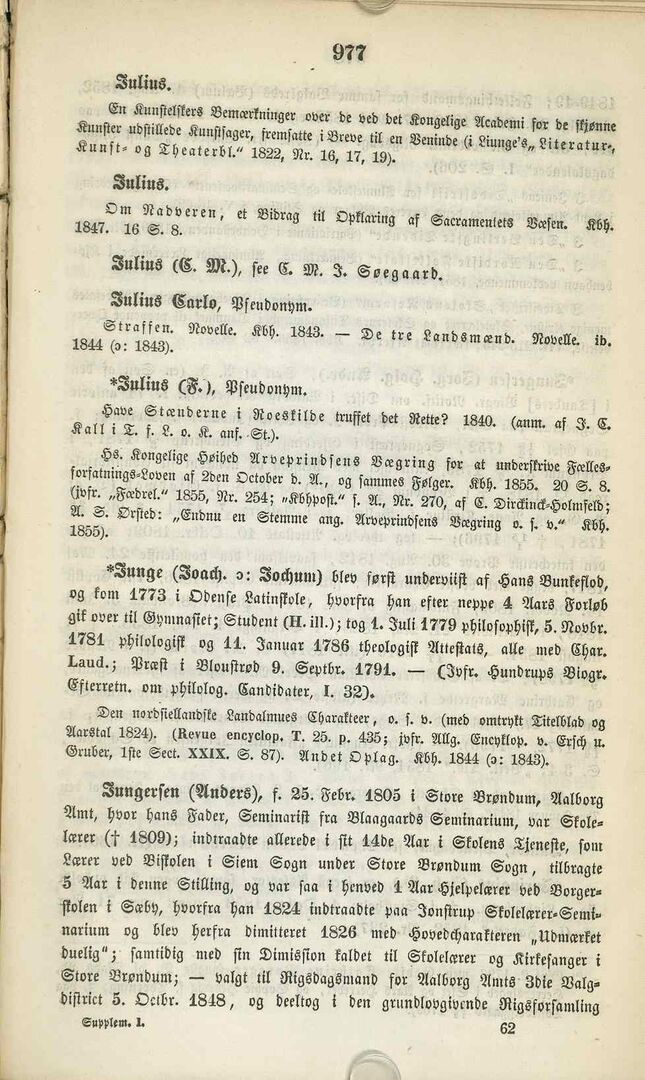 977
Julius.
En Kunstelskers Bemærkninger over de ved det Kongelige Academi for de skjønne
Kunster udstillede Kunstsager, fremsatte i Breve til en Veninde (i Liunge's „Literatur-,
Kunst- og Theaterbl.“ 1822, Nr. 16, 17, 19).
Julius.
Om Nadveren, et Bidrag til Opklaring af Sacramentets Væsen. Kbh.
1847. 16 S. 8.
Julius (C. M.), see C. M. J. Søegaard.
Julius Carlo, Pseudonym.
Straffen. Novelle. Kbh. 1843. — De tre Landsmænd. Novelle. ib.
1844 (ɔ: 1843).
*Julius (F.), Pseudonym.
Have Stænderne i Roeskilde truffet det Rette? 1840. (anm. af J. C.
Kall i T. f. L. o. K. anf. St.).
Hs. Kongelige Høihed Arveprindsens Vægring for at underskrive Fælles-
forfatnings-Loven af 2den October d. A., og sammes Følger. Kbh. 1855. 20 S. 8.
(jvfr. „Fædrel.“ 1855, Nr. 254; „Kbhpost.“ s. A., Nr. 270, af C. Dirckinck-Holmfeld;
A. S. Ørsted: „Endnu en Stemme ang. Arveprindsens Vægring o. s. v.“ Kbh.
1855).
*Junge (Joach. ɔ: Jochum) blev først underviist af Hans Bunkeflod,
og kom 1773 i Odense Latinskole, hvorfra han efter neppe 4 Aars Forløb
gik over til Gymnasiet; Student (H. ill.); tog 1. Juli 1779 philosophisk, 5. Novbr.
1781 philologisk og 11. Januar 1786 theologisk Attestats, alle med Char.
Laud.; Præst i Bloustrød 9. Septbr. 1791. — (Jvfr. Hundrups Biogr.
Efterretn. om philolog. Candidater, I. 32).
Den nordsiellandske Landalmues Charakteer, o. s. v. (med omtrykt Titelblad og
Aarstal 1824). (Revue encyclop. T. 25. p. 435; jvfr. Allg. Encyklop. v. Ersch u.
Gruber, 1ste Sect. XXIX. S. 87). Andet Oplag. Kbh. 1844 (ɔ: 1843).
Jungersen (Anders), f. 25. Febr. 1805 i Store Brøndum, Aalborg
Amt, hvor hans Fader, Seminarist fra Blaagaards Seminarium, var Skole-
lærer († 1809); indtraadte allerede i sit 14de Aar i Skolens Tjeneste, som
Lærer ved Biskolen i Siem Sogn under Store Brøndum Sogn, tilbragte
5 Aar i denne Stilling, og var saa i henved 1 Aar Hjelpelærer ved Borger-
skolen i Sæby, hvorfra han 1824 indtraadte paa Jonstrup Skolelærer-Semi-
narium og blev herfra dimitteret 1826 med Hovedcharakteren „Udmærket
duelig“; samtidig med sin Dimission kaldet til Skolelærer og Kirkesanger i
Store Brøndum; — valgt til Rigsdagsmand for Aalborg Amts 3die Valg-
district 5. Octbr. 1848, og deeltog i den grundlovgivende Rigsforsamling
Supplem. I.
62